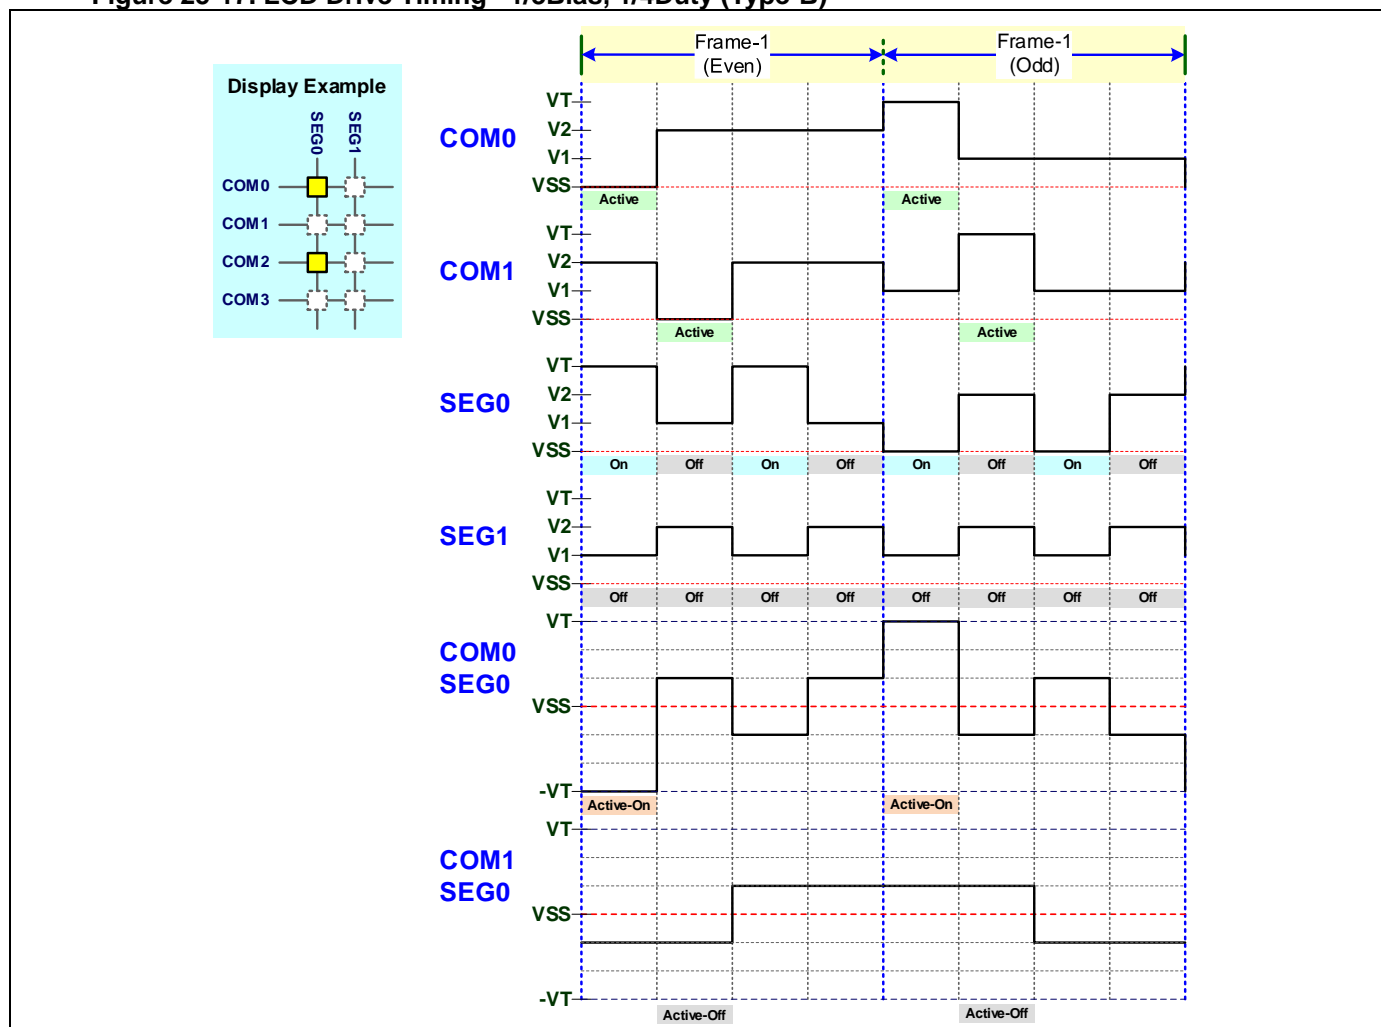 Frame-1 Frame-1
(Even) (Odd)
Display Example
SEG0 SEG1
COM0
COM1
COM2
COM3
COM0
VT
V2
V1
VSS
Active Active
COM1
VT
V2
V1
VSS
Active Active
SEG0
VT
V2
V1
VSS
On Off On Off On Off On Off
SEG1
VT
V2
V1
VSS
Off Off Off Off Off Off Off Off
COM0
SEG0
VT
VSS
-VT
Active-On Active-On
COM1
SEG0
VT
VSS
-VT
Active-Off Active-Off